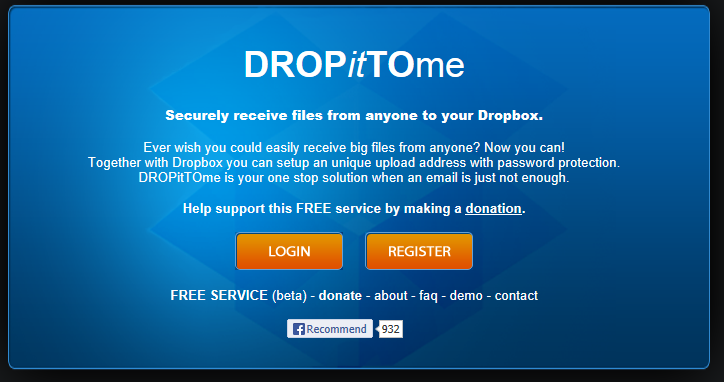 DROPitTOme
Securely receive files from anyone to your Dropbox.
Ever wish you could easily receive big files from anyone? Now you can!
Together with Dropbox you can setup an unique upload address with password protection.
DROPitTOme is your one stop solution when an email is just not enough.
Help support this FREE service by making a donation.
LOGIN REGISTER
FREE SERVICE (beta) - donate - about - faq - demo - contact
Recommend 932